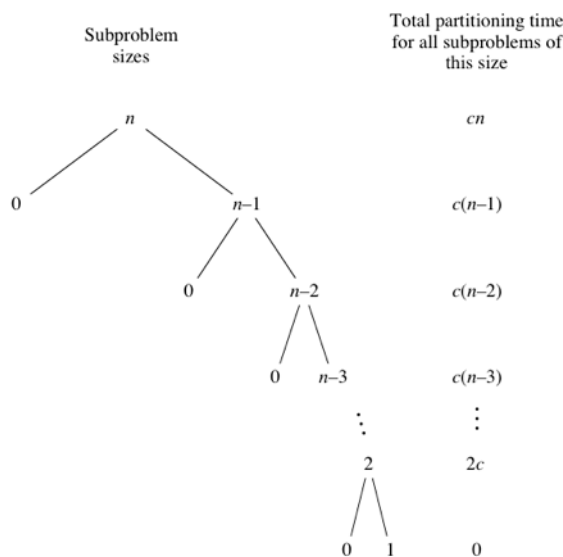 Subproblem
sizes
Total partitioning time
for all subproblems of
this size
n
cn
0
n–1
c(n–1)
0
n–2
c(n–2)
0
n–3
c(n–3)
2
2c
0
1
0